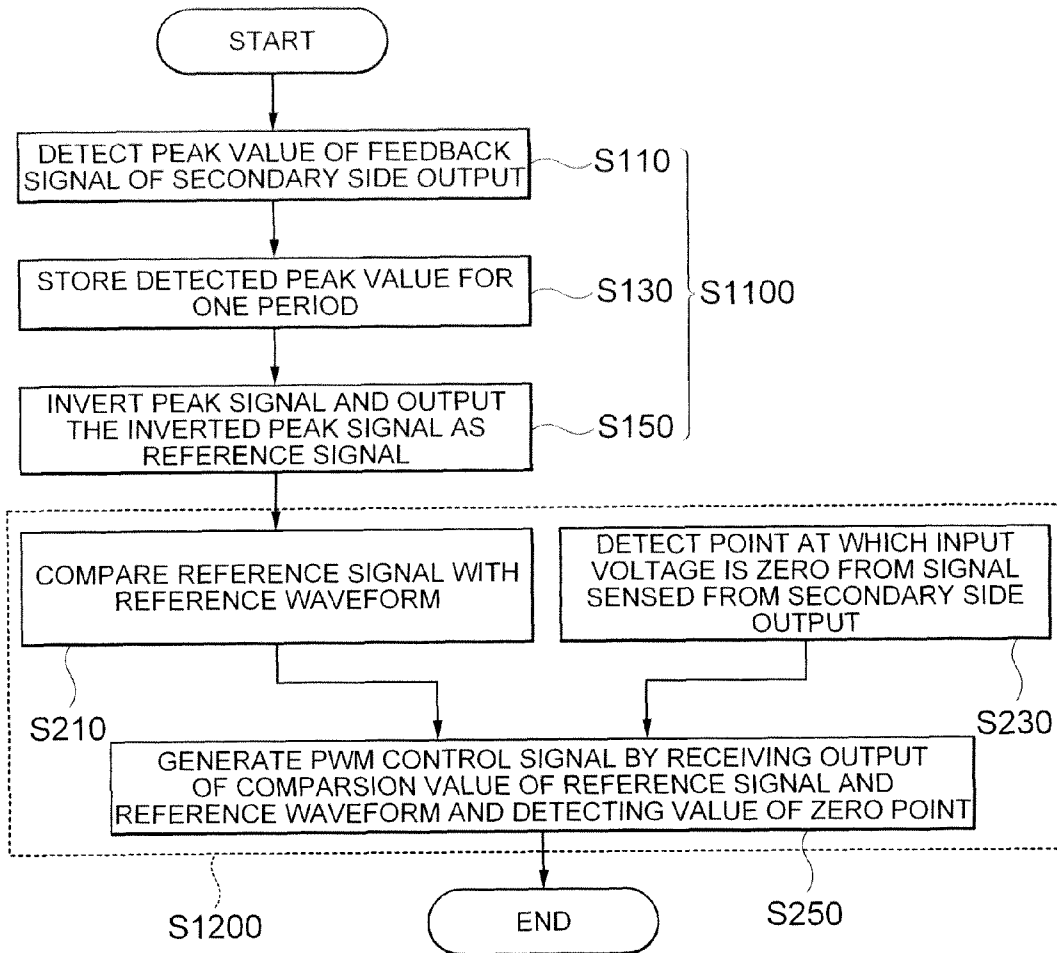 START
DETECT PEAK VALUE OF FEEDBACK
SIGNAL OF SECONDARY SIDE OUTPUT
S110
STORE DETECTED PEAK VALUE FOR
ONE PERIOD
S130
S1100
INVERT PEAK SIGNAL AND OUTPUT
THE INVERTED PEAK SIGNAL AS
REFERENCE SIGNAL
S150
COMPARE REFERENCE SIGNAL WITH
REFERENCE WAVEFORM
S210
DETECT POINT AT WHICH INPUT
VOLTAGE IS ZERO FROM SIGNAL
SENSED FROM SECONDARY SIDE
OUTPUT
S230
GENERATE PWM CONTROL SIGNAL BY RECEIVING OUTPUT
OF COMPARSION VALUE OF REFERENCE SIGNAL AND
REFERENCE WAVEFORM AND DETECTING VALUE OF ZERO POINT
S250
S1200
END